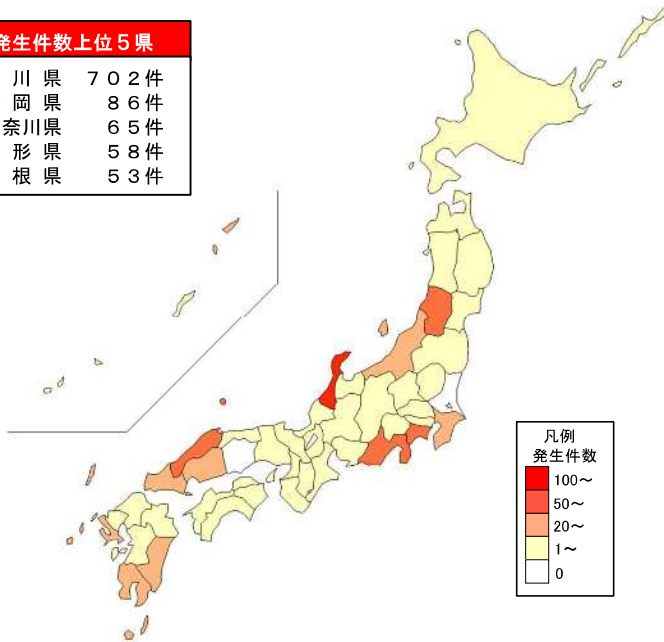 発生件数上位５県
川 県 ７０２件
岡 県 ８６件
奈川県 ６５件
形 県 ５８件
根 県 ５３件
凡例
発生件数
100～
50～
20～
1～
0